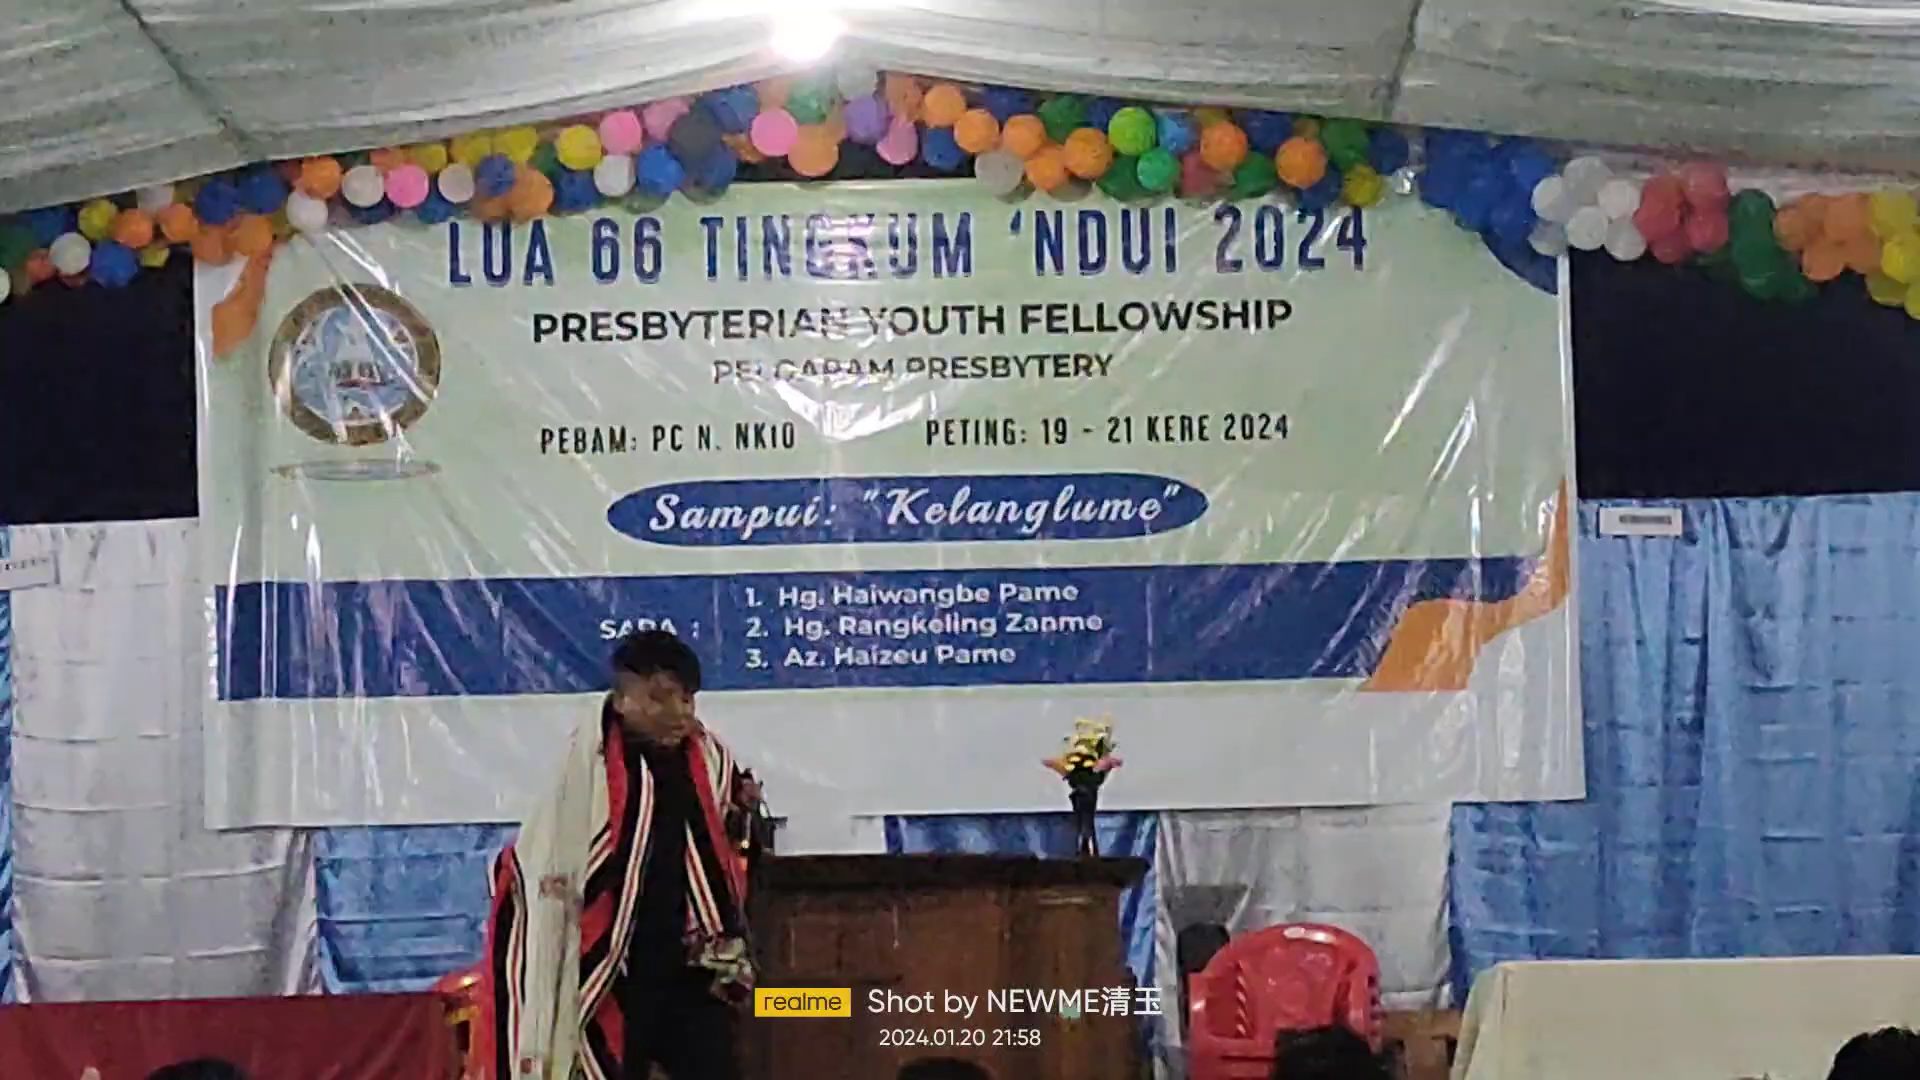 LUA 66 TINGKUM 'NDUI 2024
PRESBYTERIAN YOUTH FELLOWSHIP
PRESBYTERY
PEBAM: PC N. NKIO PETING: 19 - 21 KERE 2024
Sampui: "Kelanglume"
1. Hg. Haiwangbe Pame
SARA : 2. Hg. Rangkeling Zanme
3. Az. Haizeu Pame
realme Shot by NEWME清玉
2024.01.20 21:58